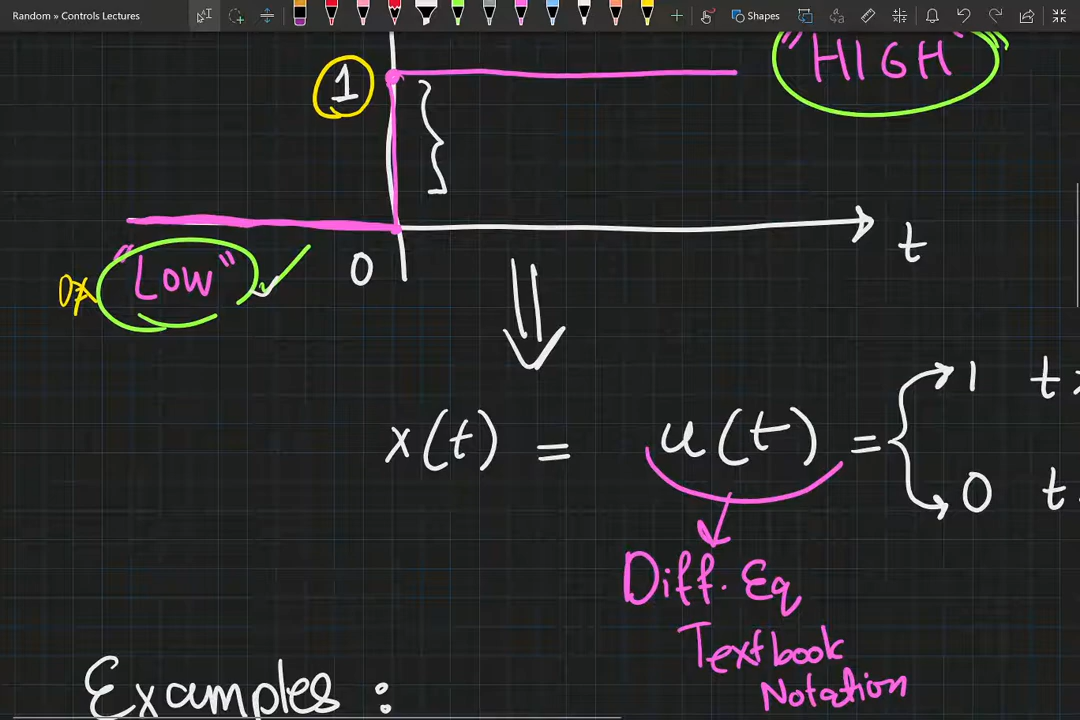 Random » Controls Lectures
Shapes
"HIGH"
1
t
"Low"
0
x(t) = u(t) = { 1 t
0 t
Diff. Eq
Textbook
Notation
Examples :